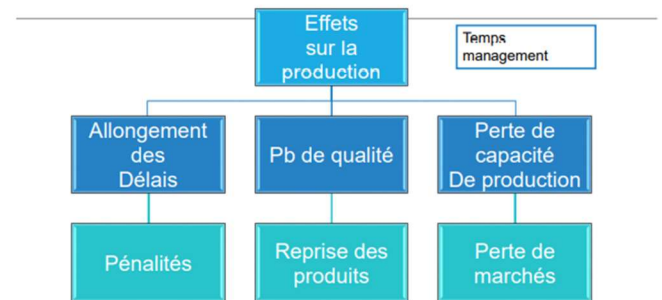 Effets
sur la
production
Temps
management
Allongement
des
Délais
Pb de qualité
Perte de
capacité
De production
Pénalités
Reprise des
produits
Perte de
marchés